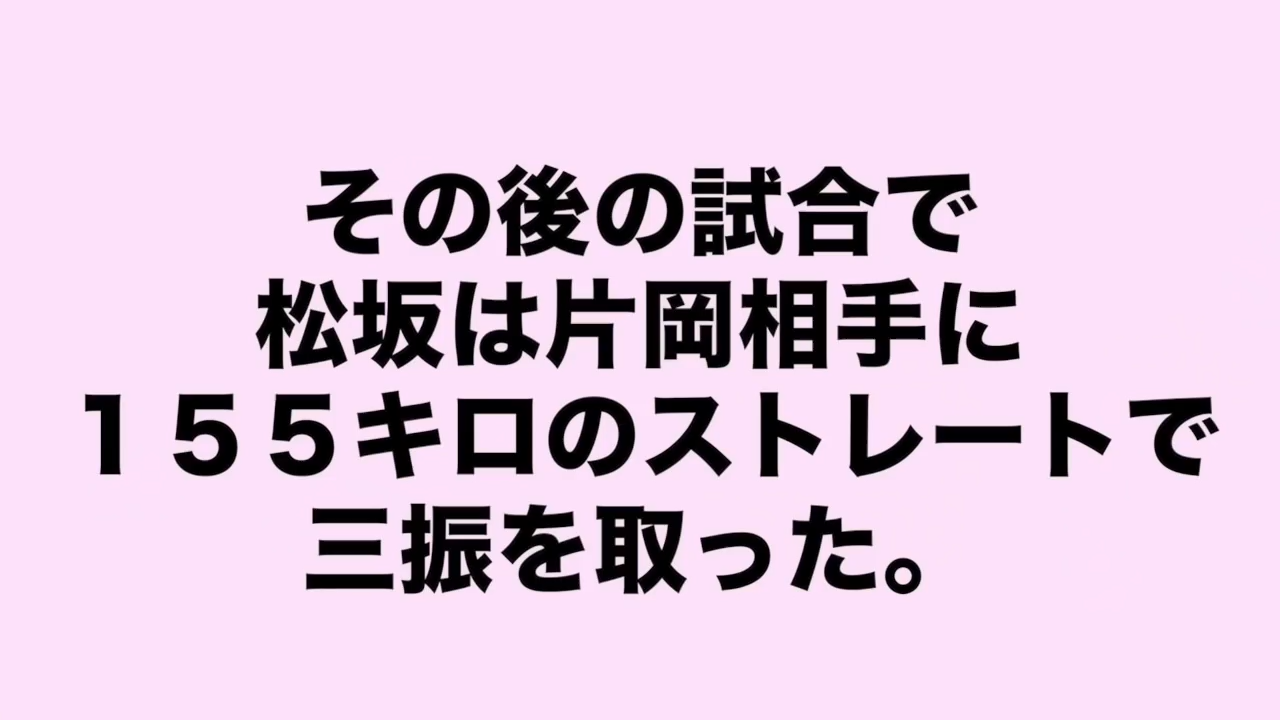 その後の試合で
松坂は片岡相手に
１５５キロのストレートで
三振を取った。